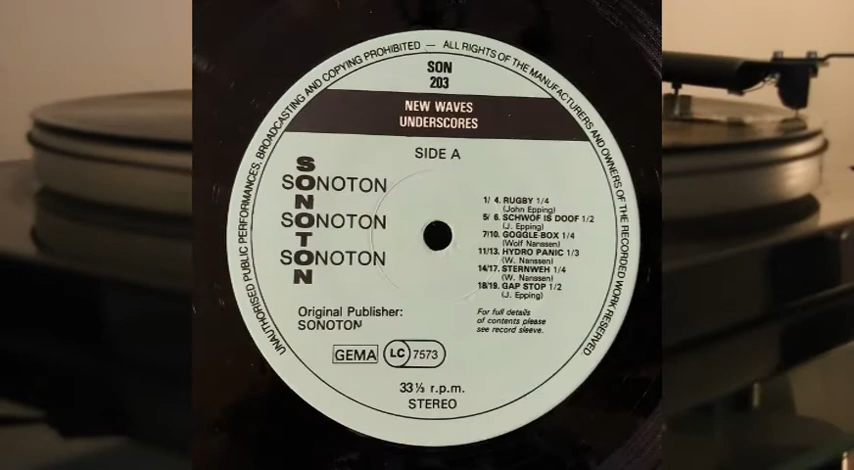 UNAUTHORISED PUBLIC PERFORMANCES, BROADCASTING AND COPYING PROHIBITED — ALL RIGHTS OF THE MANUFACTURERS AND OWNERS OF THE RECORDED WORK RESERVED
SON
203
NEW WAVES
UNDERSCORES
SIDE A
SONOTON
SONOTON
SONOTON
SONOTON
1/ 4. RUGBY 1/4
(John Epping)
5/ 6. SCHWOF IS DOOF 1/2
(J. Epping)
7/10. GOGGLE-BOX 1/4
(Wolf Nanssen)
11/13. HYDRO PANIC 1/3
(W. Nanssen)
14/17. STERNWEH 1/4
(W. Nanssen)
18/19. GAP STOP 1/2
(J. Epping)
Original Publisher:
SONOTON
For full details
of contents please
see record sleeve.
GEMA LC 7573
33⅓ r.p.m.
STEREO